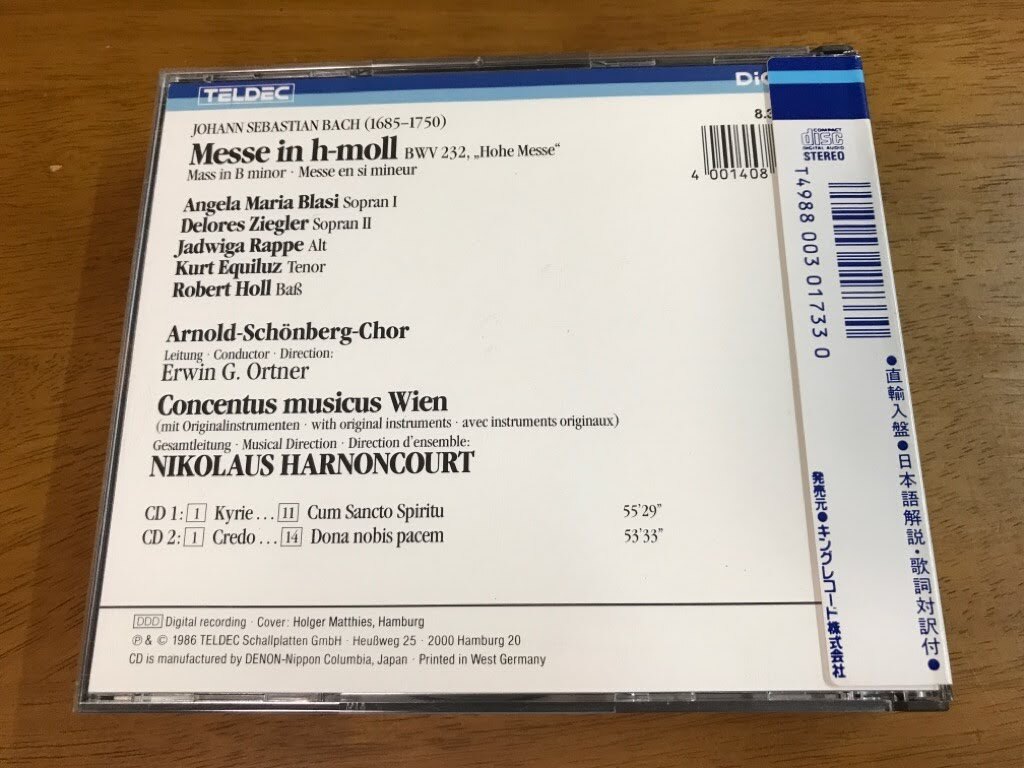 TELDEC
JOHANN SEBASTIAN BACH (1685–1750)
8.3
Messe in h-moll BWV 232, „Hohe Messe“
Mass in B minor · Messe en si mineur
4 001408
Angela Maria Blasi Sopran I
Delores Ziegler Sopran II
Jadwiga Rappe Alt
Kurt Equiluz Tenor
Robert Holl Baß
Arnold-Schönberg-Chor
Leitung · Conductor · Direction:
Erwin G. Ortner
Concentus musicus Wien
(mit Originalinstrumenten · with original instruments · avec instruments originaux)
Gesamtleitung · Musical Direction · Direction d'ensemble:
NIKOLAUS HARNONCOURT
CD 1: 1 Kyrie . . . 11 Cum Sancto Spiritu 55'29”
CD 2: 1 Credo . . . 14 Dona nobis pacem 53'33”
DDD Digital recording · Cover: Holger Matthies, Hamburg
℗ & © 1986 TELDEC Schallplatten GmbH · Heußweg 25 · 2000 Hamburg 20
CD is manufactured by DENON-Nippon Columbia, Japan · Printed in West Germany
COMPACT
disc
DIGITAL AUDIO
STEREO
T4988 003 017330
●直輸入盤●日本語解説・歌詞対訳付●
発売元●キングレコード株式会社